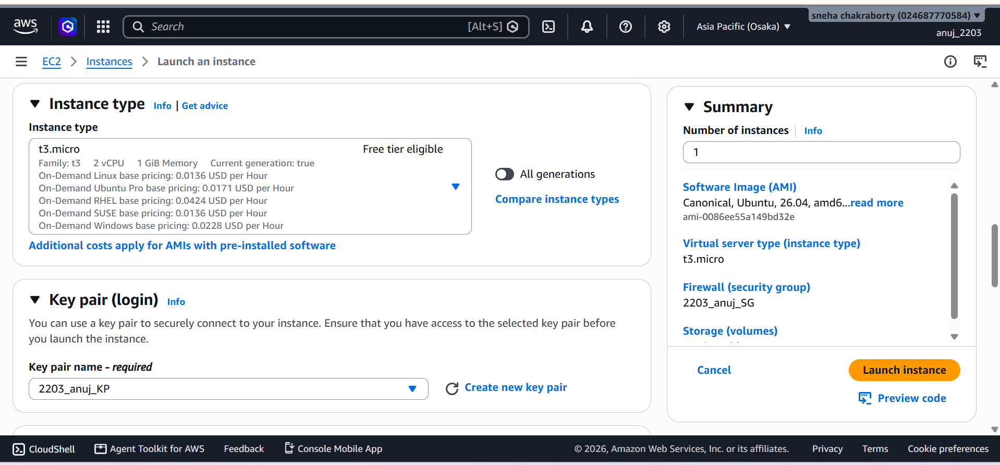 aws
Search [Alt+S]
Asia Pacific (Osaka)
sneha chakraborty (024687770584)
anuj_2203
EC2 Instances Launch an instance
Instance type Info | Get advice
Instance type
t3.micro Free tier eligible
Family: t3 2 vCPU 1 GiB Memory Current generation: true
On-Demand Linux base pricing: 0.0136 USD per Hour
On-Demand Ubuntu Pro base pricing: 0.0171 USD per Hour
On-Demand RHEL base pricing: 0.0424 USD per Hour
On-Demand SUSE base pricing: 0.0136 USD per Hour
On-Demand Windows base pricing: 0.0228 USD per Hour
All generations
Compare instance types
Additional costs apply for AMIs with pre-installed software
Key pair (login) Info
You can use a key pair to securely connect to your instance. Ensure that you have access to the selected key pair before
you launch the instance.
Key pair name - required
2203_anuj_KP
Create new key pair
Summary
Number of instances Info
1
Software Image (AMI)
Canonical, Ubuntu, 26.04, amd6...read more
ami-0086ee55a149bd32e
Virtual server type (instance type)
t3.micro
Firewall (security group)
2203_anuj_SG
Storage (volumes)
Cancel
Launch instance
Preview code
CloudShell Agent Toolkit for AWS Feedback Console Mobile App © 2026, Amazon Web Services, Inc. or its affiliates. Privacy Terms Cookie preferences